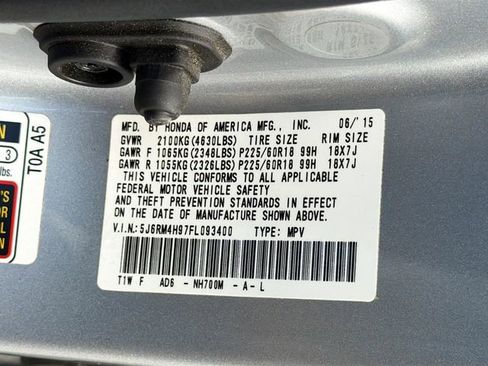 MFD. BY HONDA OF AMERICA MFG., INC. 06/'15
GVWR 2100KG(4630LBS) TIRE SIZE RIM SIZE
GAWR F 1065KG(2348LBS) P225/60R18 99H 18X7J
GAWR R 1055KG(2326LBS) P225/60R18 99H 18X7J
THIS VEHICLE CONFORMS TO ALL APPLICABLE
FEDERAL MOTOR VEHICLE SAFETY
AND THEFT PREVENTION STANDARDS IN EFFECT
ON THE DATE OF MANUFACTURE SHOWN ABOVE.
V.I.N.:5J6RM4H97FL093400 TYPE: MPV
T1W F AD6 -NH700M -A-L
TOA A5
3
lbs.